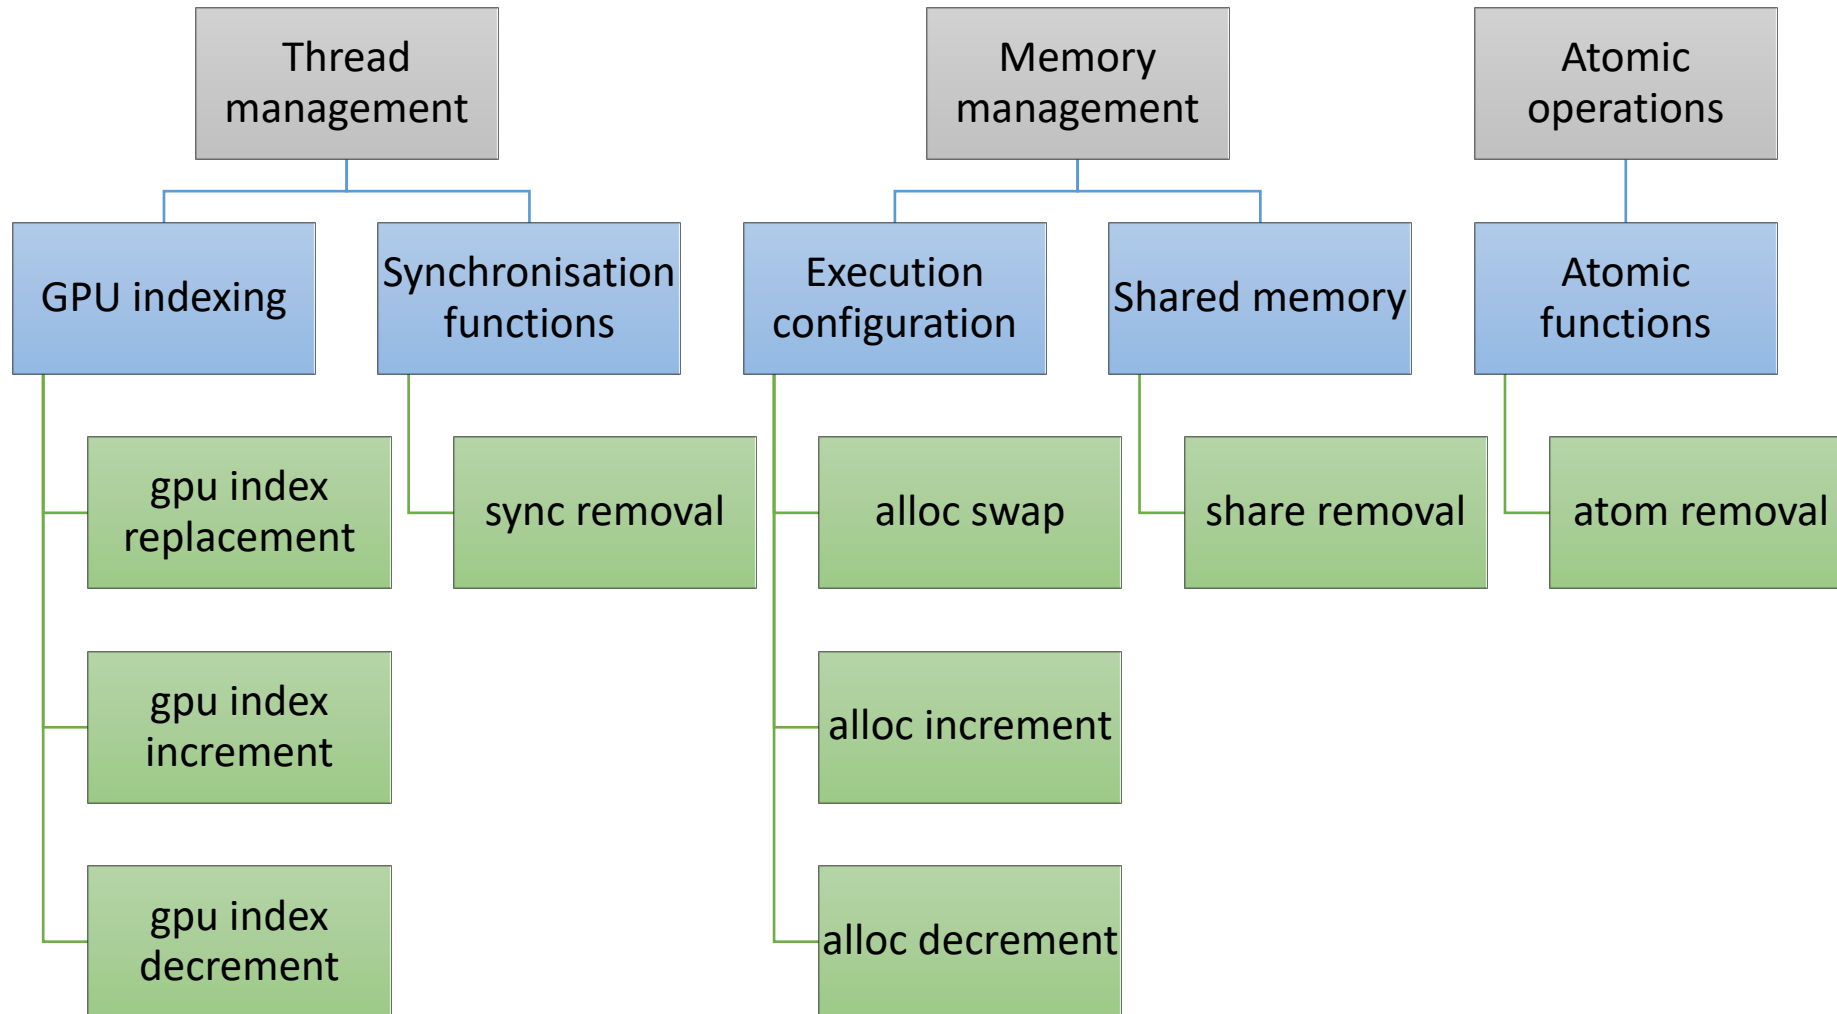 Thread
management
Memory
management
Atomic
operations
GPU indexing
Synchronisation
functions
Execution
configuration
Shared memory
Atomic
functions
gpu index
replacement
sync removal
alloc swap
share removal
atom removal
gpu index
increment
alloc increment
gpu index
decrement
alloc decrement